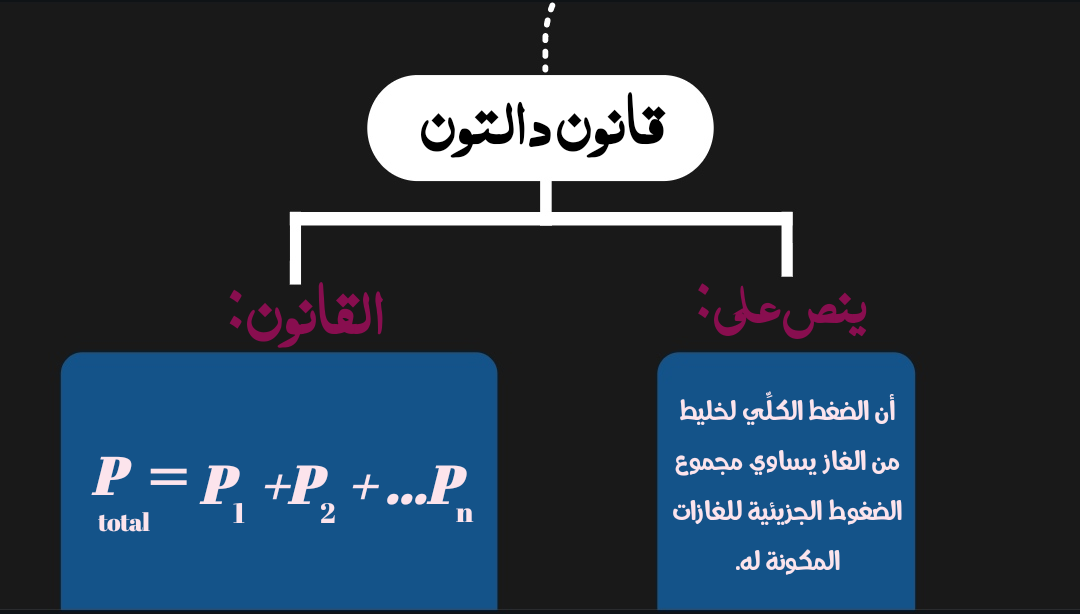 قانون دالتون
ينص على:
أن الضغط الكلِّي لخليط
من الغاز يساوي مجموع
الضغوط الجزيئية للغازات
المكونة له.
القانون:
P = P + P + ...P
total 1 2 n